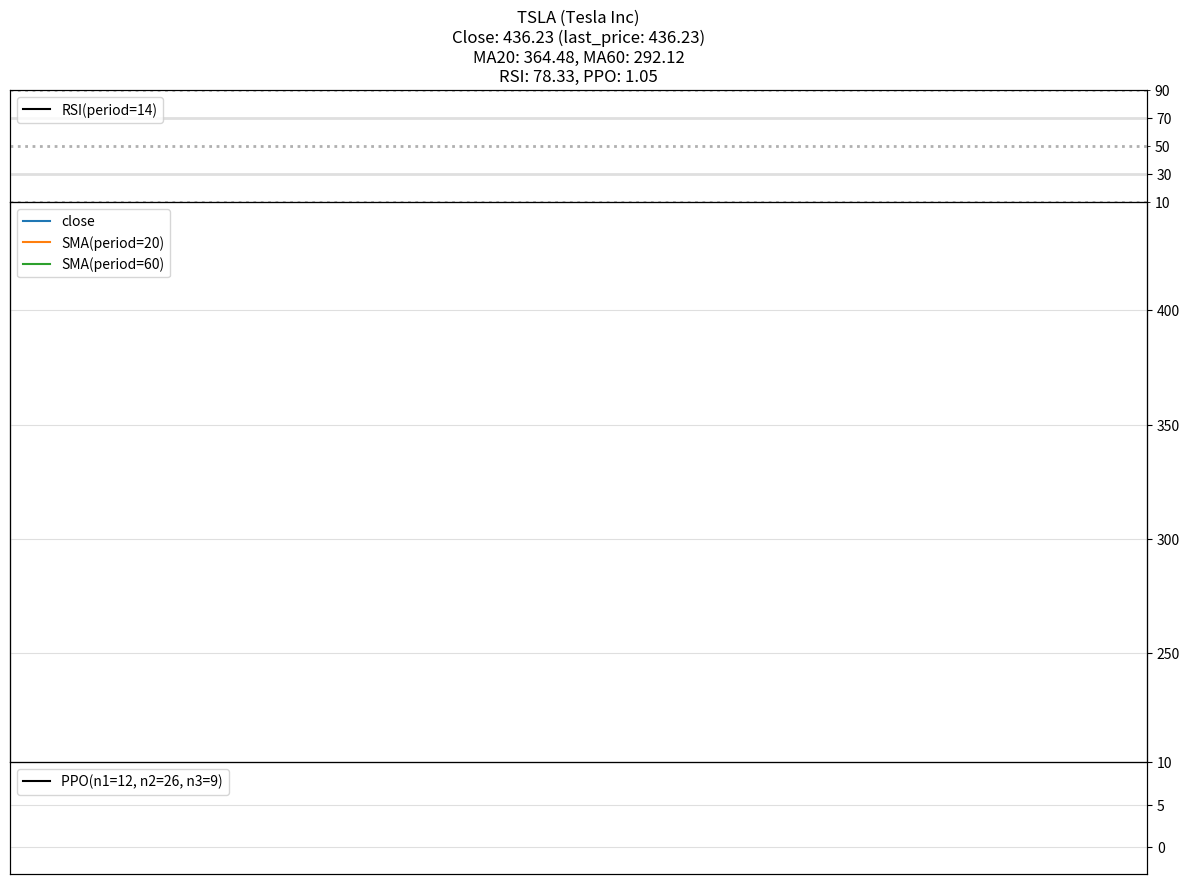 TSLA (Tesla Inc)
Close: 436.23 (last_price: 436.23)
MA20: 364.48, MA60: 292.12
RSI: 78.33, PPO: 1.05
RSI(period=14)
90
70
50
30
10
close
SMA(period=20)
SMA(period=60)
400
350
300
250
PPO(n1=12, n2=26, n3=9)
10
5
0